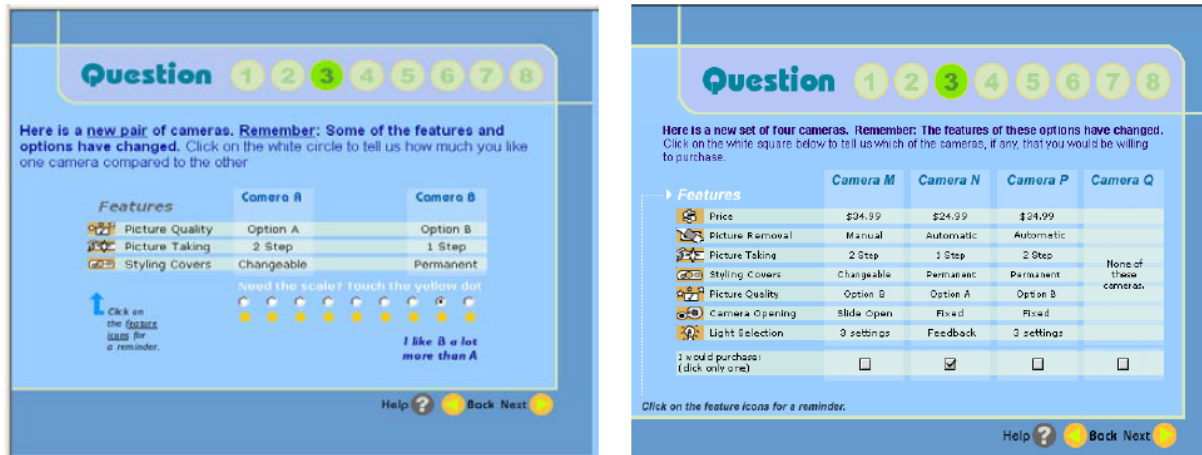 Question 1 2 3 4 5 6 7 8
Here is a new pair of cameras. Remember: Some of the features and
options have changed. Click on the white circle to tell us how much you like
one camera compared to the other
Features Camera A Camera B
Picture Quality Option A Option B
Picture Taking 2 Step 1 Step
Styling Covers Changeable Permanent
Need the scale? Touch the yellow dot
Click on
the feature
icons for
a reminder.
I like B a lot
more than A
Help ? Back Next
Question 1 2 3 4 5 6 7 8
Here is a new set of four cameras. Remember: The features of these options have changed.
Click on the white square below to tell us which of the cameras, if any, that you would be willing
to purchase.
Features Camera M Camera N Camera P Camera Q
Price $34.99 $24.99 $34.99
Picture Removal Manual Automatic Automatic
Picture Taking 2 Step 1 Step 2 Step
Styling Covers Changeable Permanent Permanent
Picture Quality Option B Option A Option B
Camera Opening Slide Open Fixed Fixed
Light Selection 3 settings Feedback 3 settings
None of
these
cameras.
I would purchase:
(click only one)
Click on the feature icons for a reminder.
Help ? Back Next